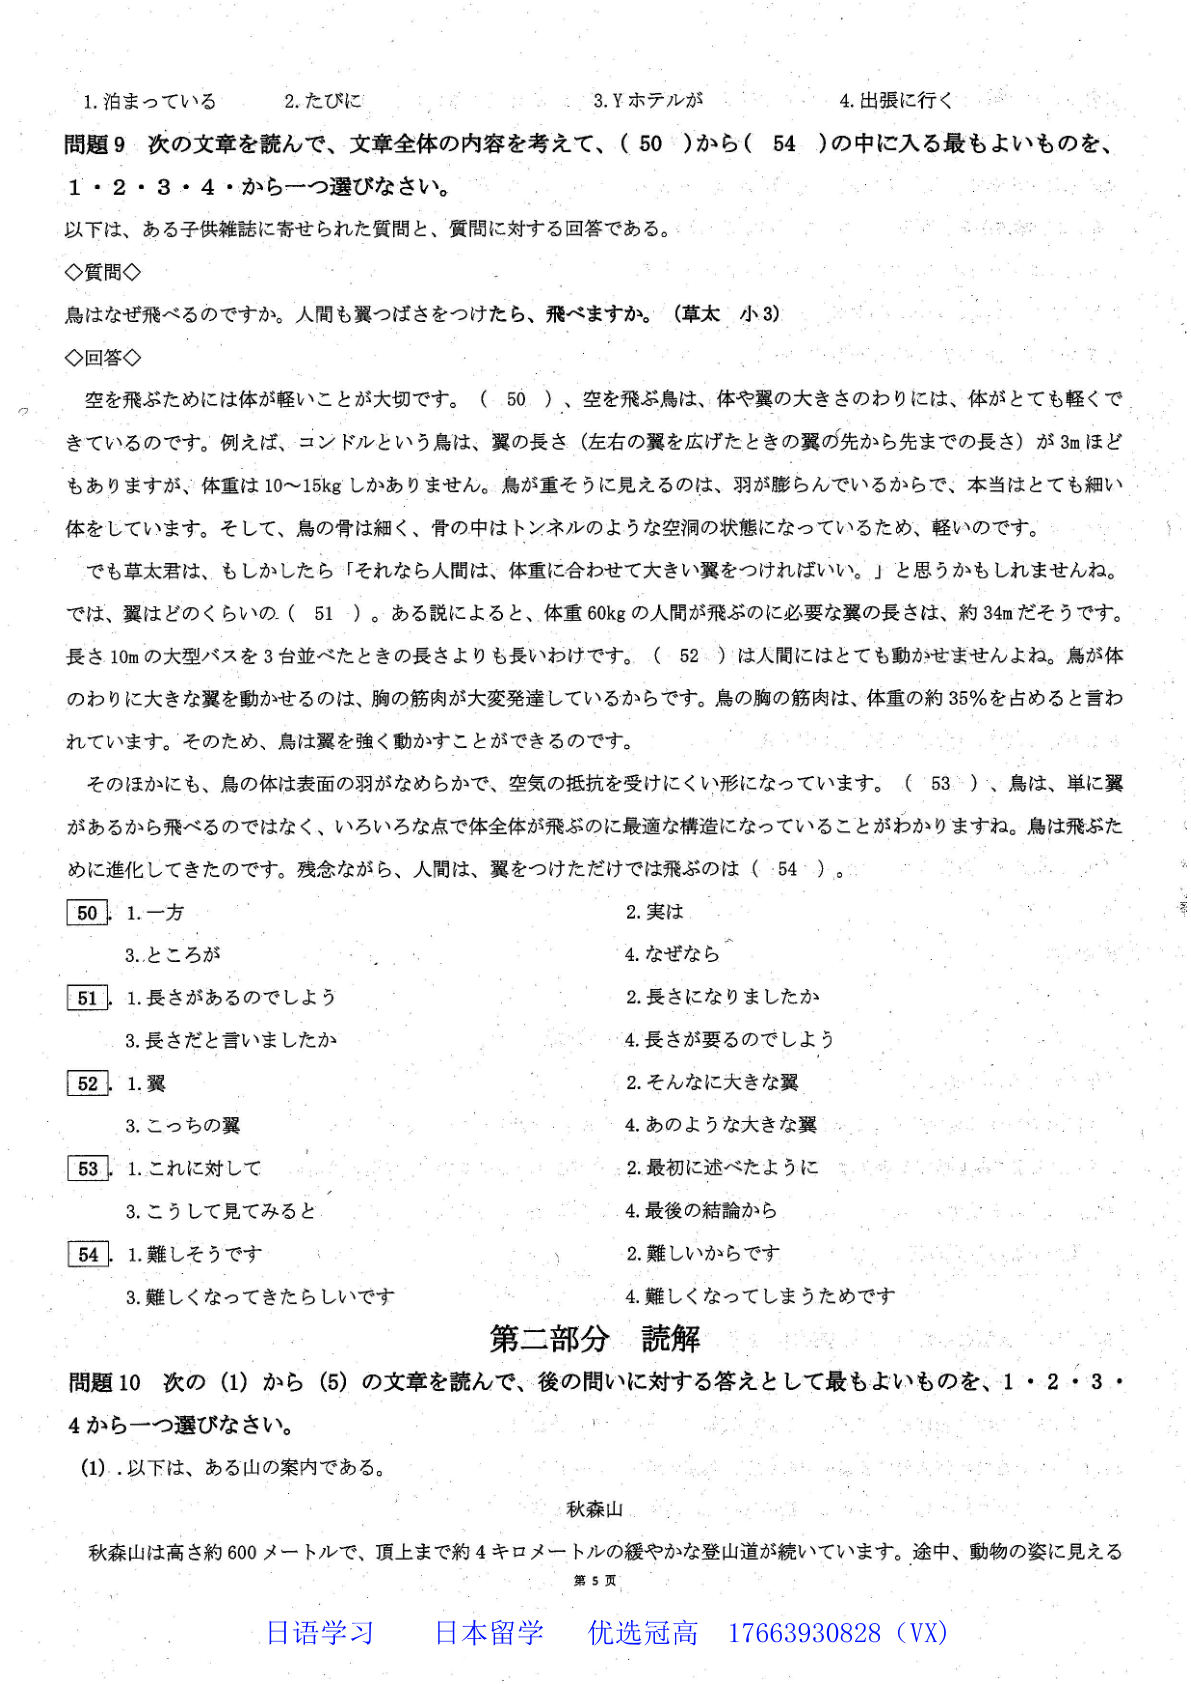 1.泊まっている 2.たびに 3.Yホテルが 4.出張に行く
問題9 次の文章を読んで、文章全体の内容を考えて、( 50 )から( 54 )の中に入る最もよいものを、
1・2・3・4・から一つ選びなさい。
以下は、ある子供雑誌に寄せられた質問と、質問に対する回答である。
◇質問◇
鳥はなぜ飛べるのですか。人間も翼つばさをつけたら、飛べますか。(草太 小3)
◇回答◇
空を飛ぶためには体が軽いことが大切です。( 50 )、空を飛ぶ鳥は、体や翼の大きさのわりには、体がとても軽くで
きているのです。例えば、コンドルという鳥は、翼の長さ(左右の翼を広げたときの翼の先から先までの長さ)が3mほど
もありますが、体重は10~15kgしかありません。鳥が重そうに見えるのは、羽が膨らんでいるからで、本当はとても細い
体をしています。そして、鳥の骨は細く、骨の中はトンネルのような空洞の状態になっているため、軽いのです。
でも草太君は、もしかしたら「それなら人間は、体重に合わせて大きい翼をつければいい。」と思うかもしれませんね。
では、翼はどのくらいの( 51 )。ある説によると、体重60kgの人間が飛ぶのに必要な翼の長さは、約34mだそうです。
長さ10mの大型バスを3台並べたときの長さよりも長いわけです。( 52 )は人間にはとても動かせませんよね。鳥が体
のわりに大きな翼を動かせるのは、胸の筋肉が大変発達しているからです。鳥の胸の筋肉は、体重の約35%を占めると言わ
れています。そのため、鳥は翼を強く動かすことができるのです。
そのほかにも、鳥の体は表面の羽がなめらかで、空気の抵抗を受けにくい形になっています。( 53 )、鳥は、単に翼
があるから飛べるのではなく、いろいろな点で体全体が飛ぶのに最適な構造になっていることがわかりますね。鳥は飛ぶた
めに進化してきたのです。残念ながら、人間は、翼をつけただけでは飛ぶのは( 54 )。
50. 1.一方 2.実は
3.ところが 4.なぜなら
51. 1.長さがあるのでしよう 2.長さになりましたか
3.長さだと言いましたか 4.長さが要るのでしよう
52. 1.翼 2.そんなに大きな翼
3.こっちの翼 4.あのような大きな翼
53. 1.これに対して 2.最初に述べたように
3.こうして見てみると 4.最後の結論から
54. 1.難しそうです 2.難しいからです
3.難しくなってきたらしいです 4.難しくなってしまうためです
第二部分 読解
問題10 次の(1)から(5)の文章を読んで、後の問いに対する答えとして最もよいものを、1・2・3・
4から一つ選びなさい。
(1).以下は、ある山の案内である。
秋森山
秋森山は高さ約600メートルで、頂上まで約4キロメートルの緩やかな登山道が続いています。途中、動物の姿に見える
第5页
日语学习 日本留学 优选冠高 17663930828(VX)